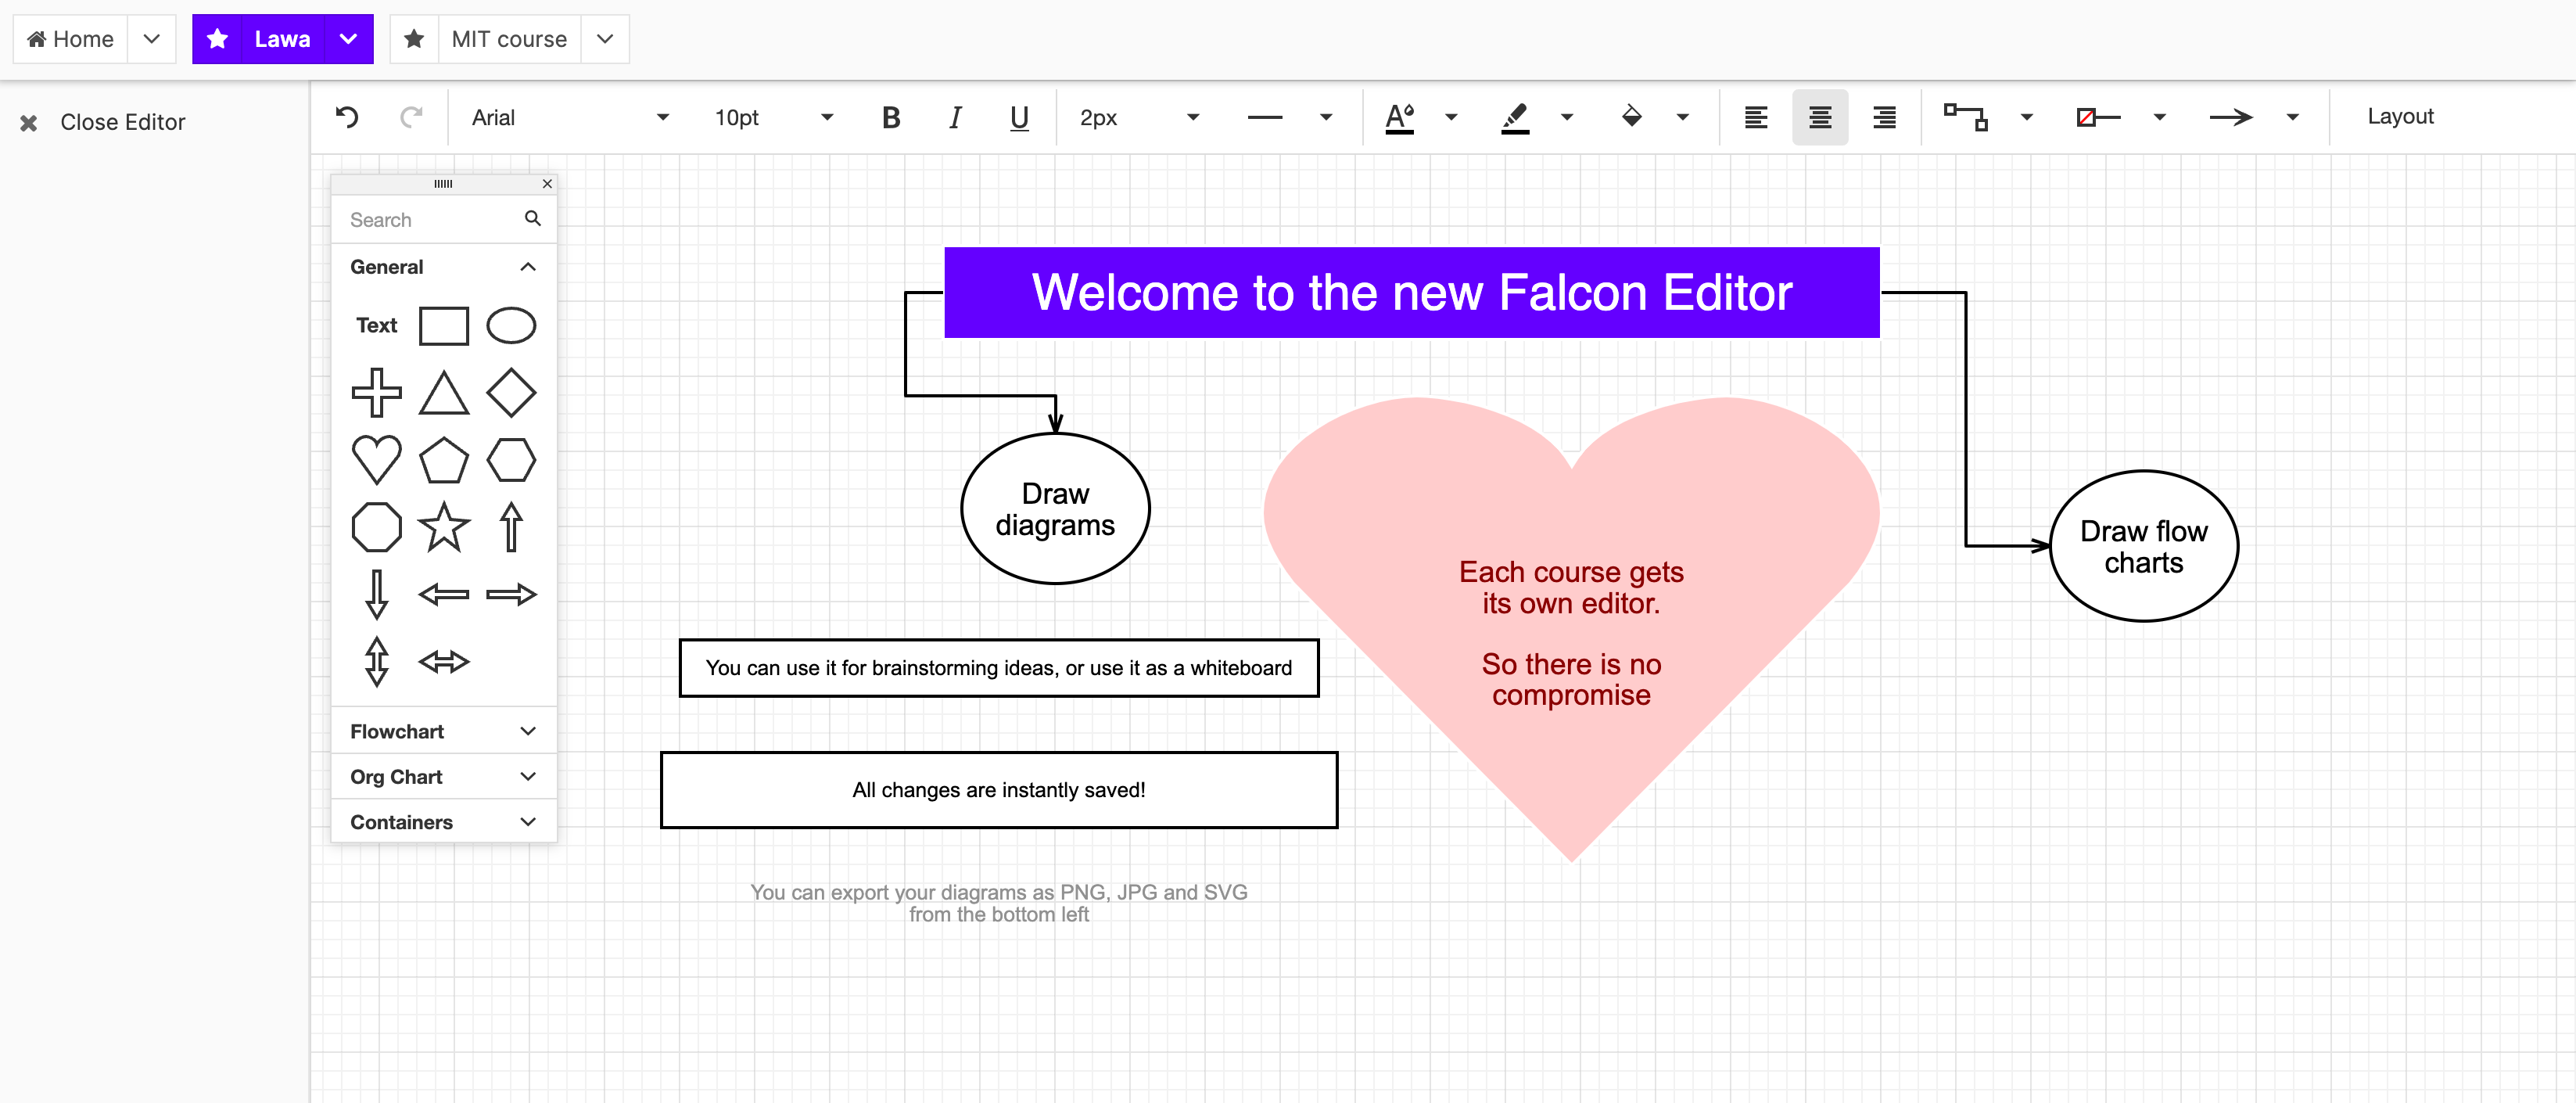 Home
Lawa
MIT course
Close Editor
Arial
10pt
B
I
U
2px
A
Layout
Search
General
Text
Flowchart
Org Chart
Containers
Welcome to the new Falcon Editor
Draw
diagrams
Each course gets
its own editor.
So there is no
compromise
Draw flow
charts
You can use it for brainstorming ideas, or use it as a whiteboard
All changes are instantly saved!
You can export your diagrams as PNG, JPG and SVG
from the bottom left